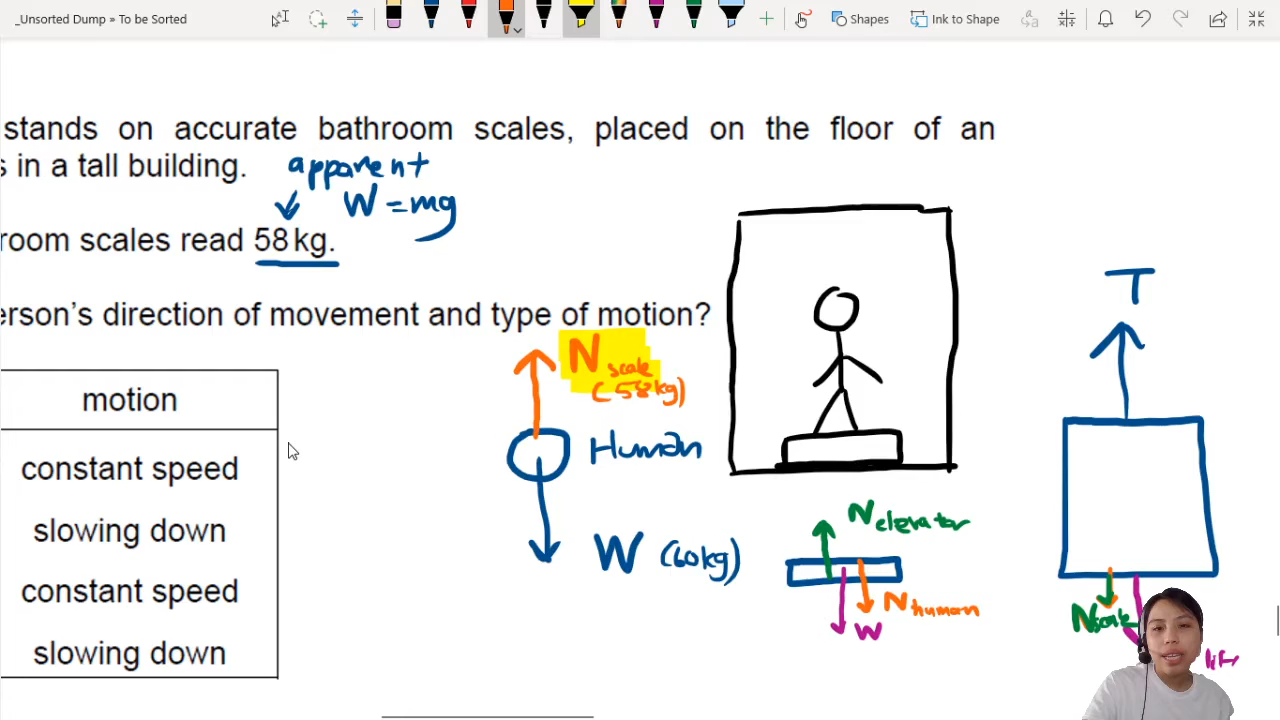 _Unsorted Dump » To be Sorted
Shapes
Ink to Shape
stands on accurate bathroom scales, placed on the floor of an
s in a tall building.
apparent
W = mg
room scales read 58 kg.
erson's direction of movement and type of motion?
motion
constant speed
slowing down
constant speed
slowing down
N scale
(58kg)
Human
W (60kg)
N elevator
N human
W
T
N scale